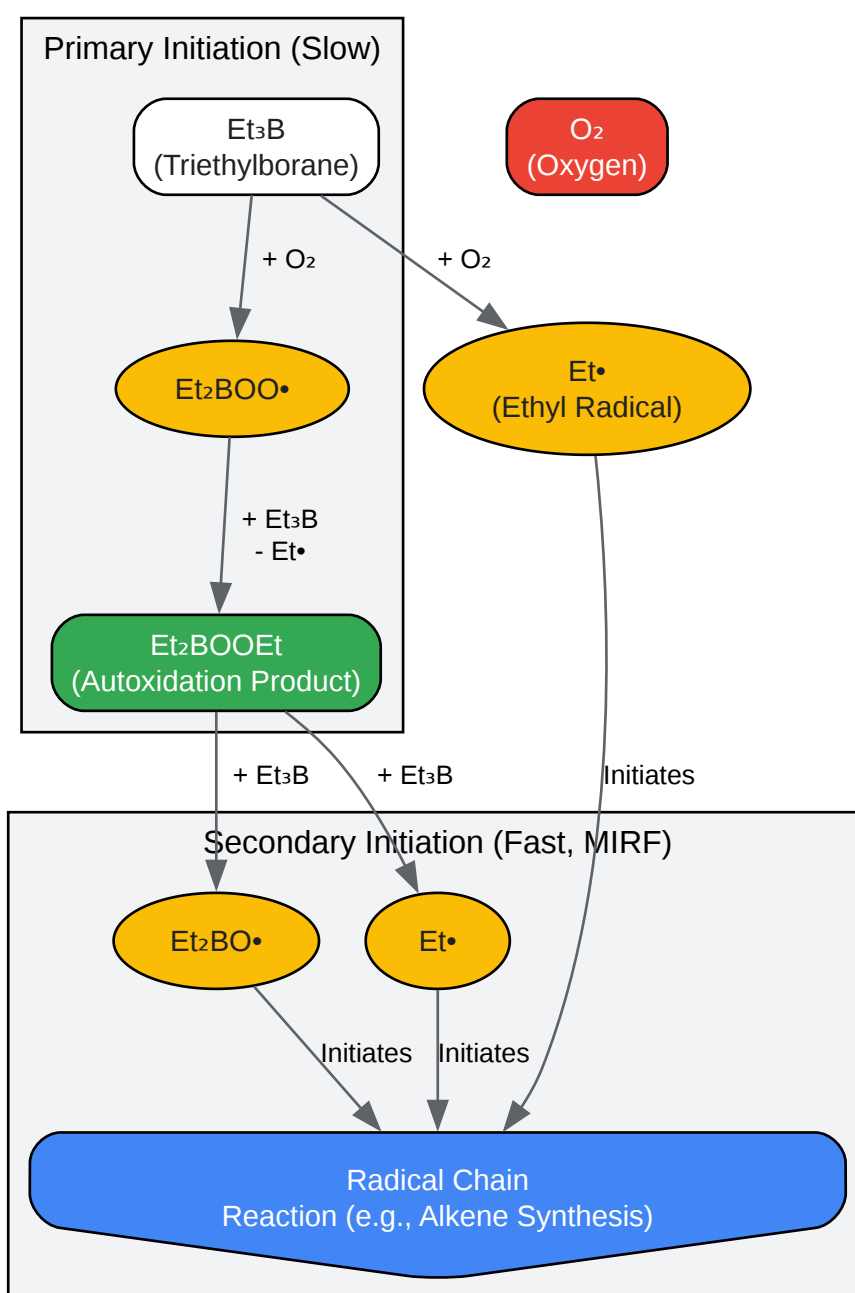 Primary Initiation (Slow)
Et₃B
(Triethylborane)
O₂
(Oxygen)
+ O₂
+ O₂
Et₂BOO•
Et•
(Ethyl Radical)
+ Et₃B
- Et•
Et₂BOOEt
(Autoxidation Product)
+ Et₃B
+ Et₃B
Initiates
Secondary Initiation (Fast, MIRF)
Et₂BO•
Et•
Initiates
Initiates
Radical Chain
Reaction (e.g., Alkene Synthesis)